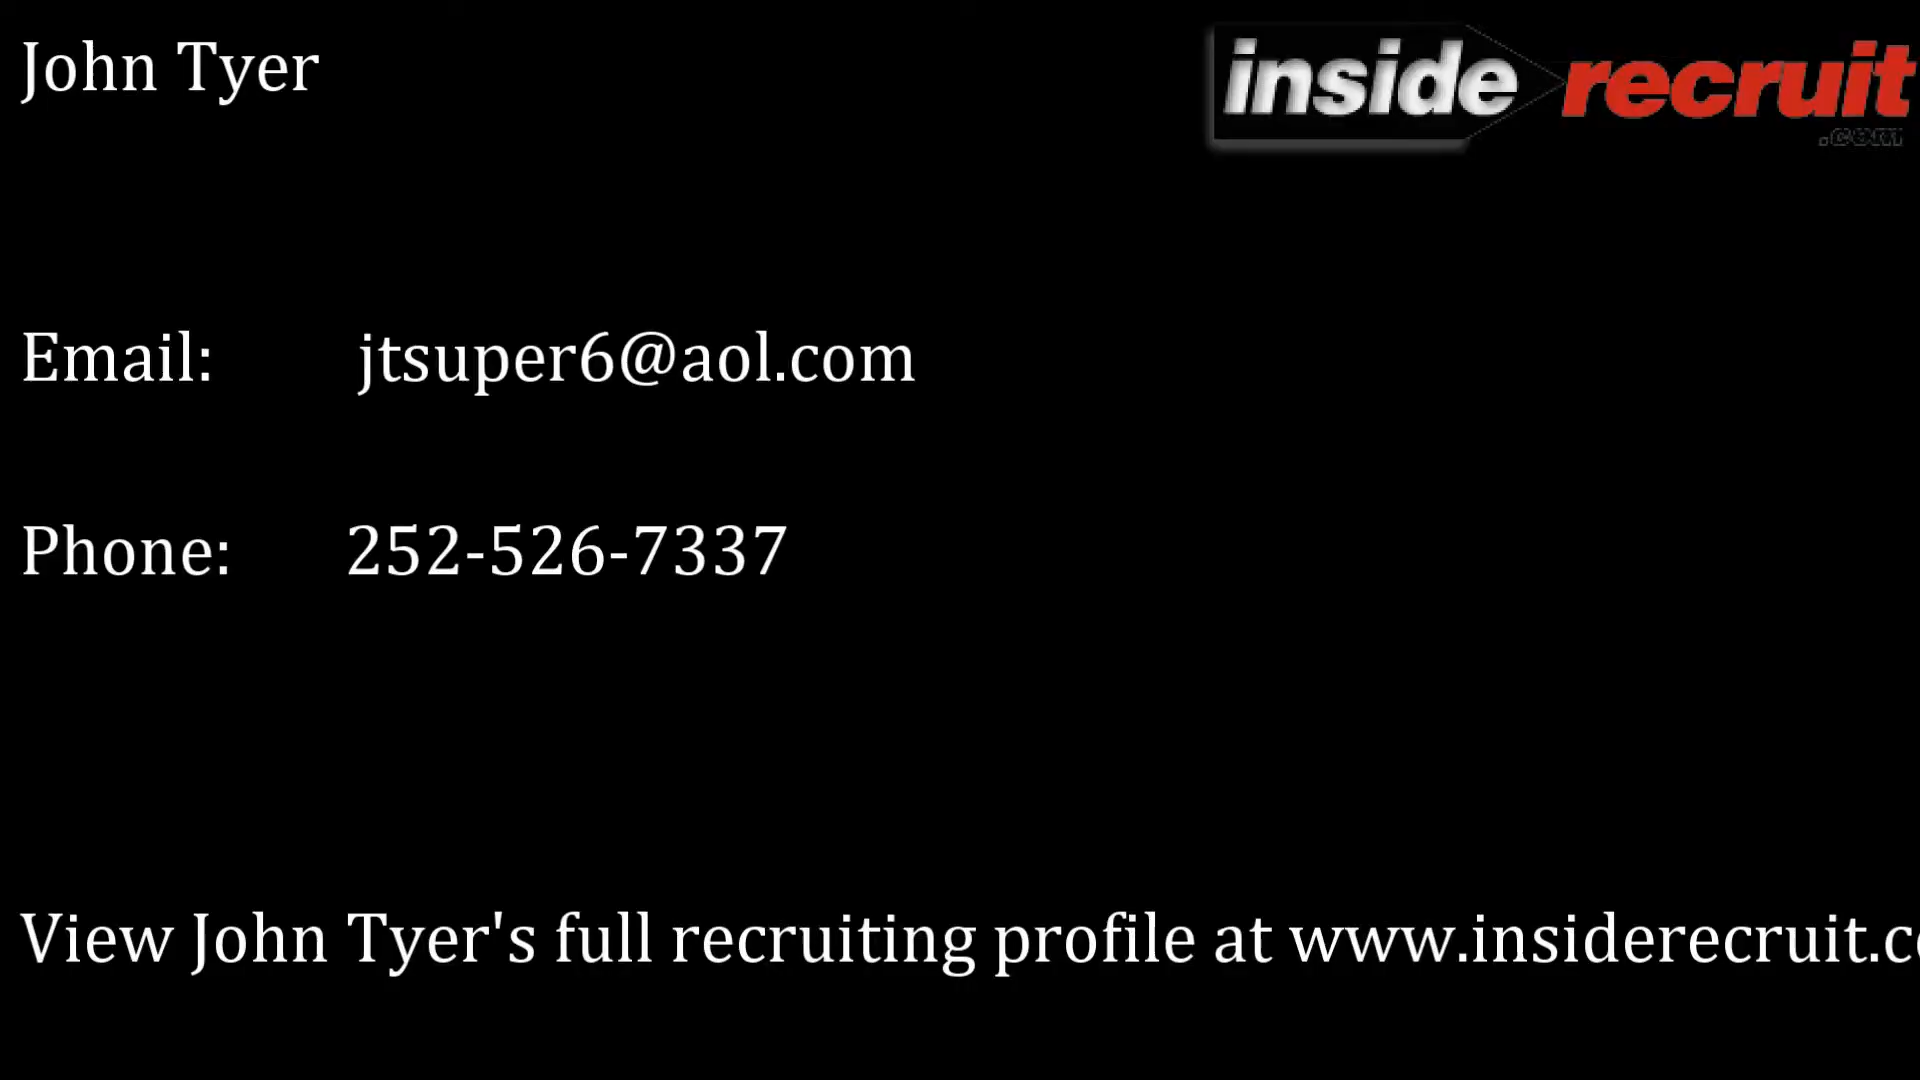 John Tyer
inside recruit
.com
Email: jtsuper6@aol.com
Phone: 252-526-7337
View John Tyer's full recruiting profile at www.insiderecruit.co